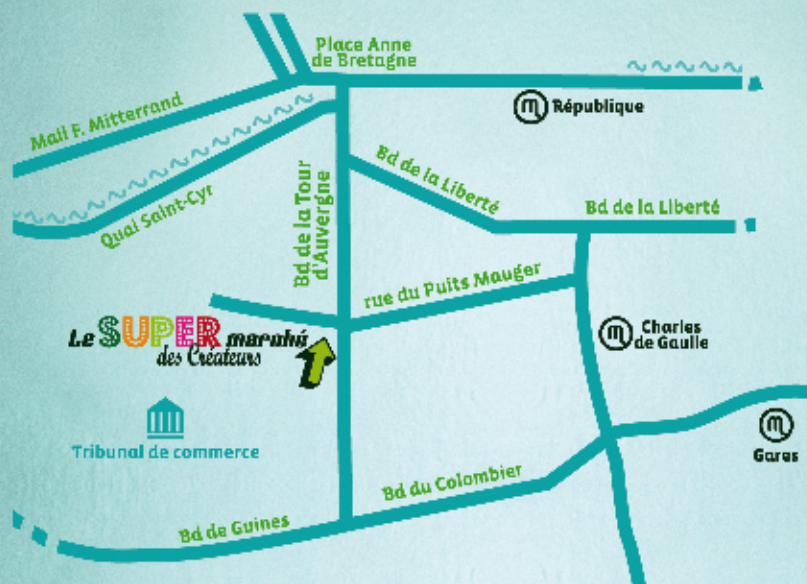 Place Anne
de Bretagne
Mail F. Mitterrand
République
Quai Saint-Cyr
Bd de la Tour
d'Auvergne
Bd de la Liberté
Bd de la Liberté
rue du Puits Mauger
Le SUPER marché
des Créateurs
Charles
de Gaulle
Tribunal de commerce
Gares
Bd du Colombier
Bd de Guines